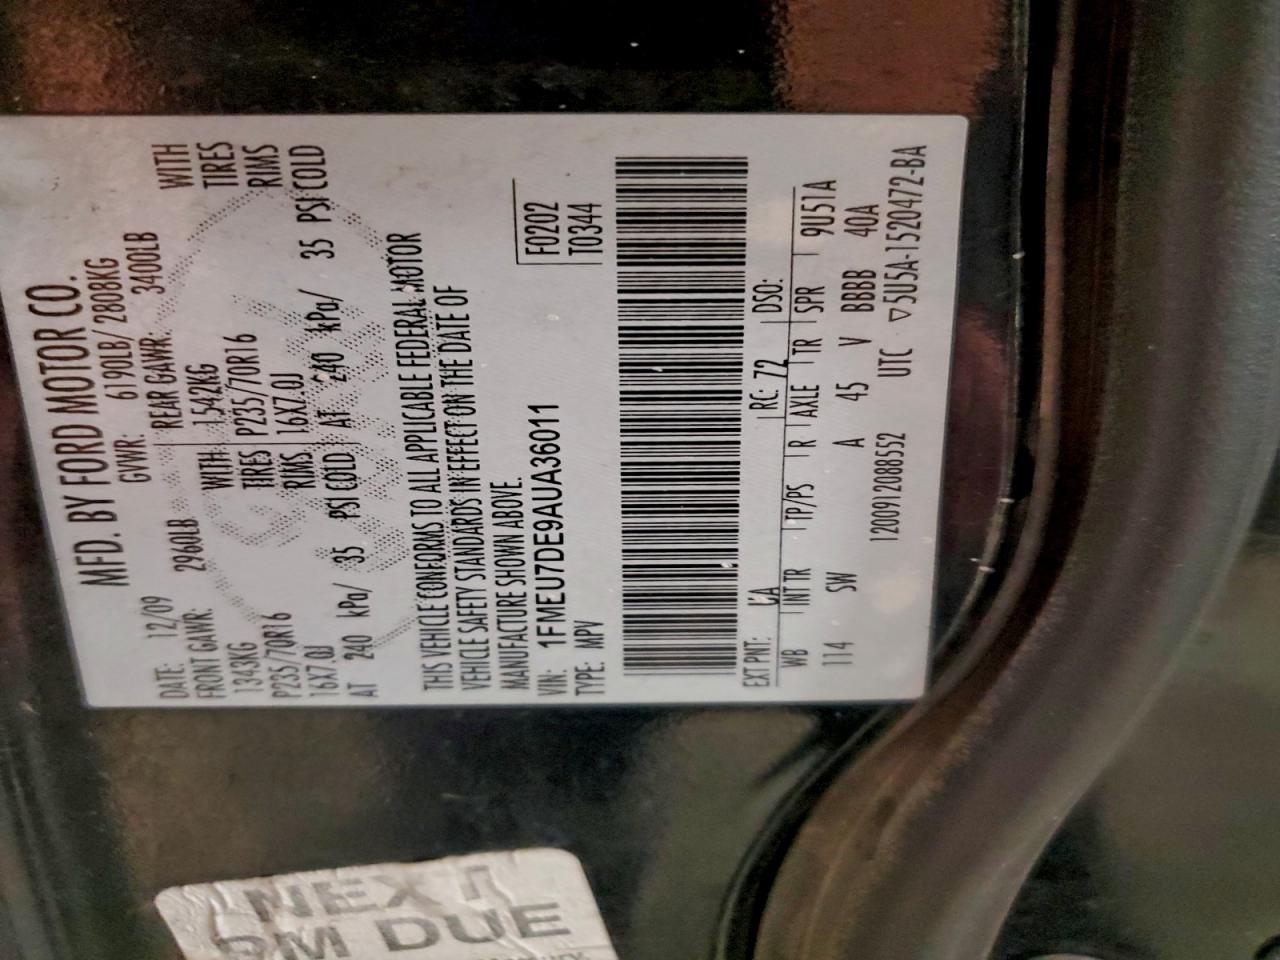 MFD. BY FORD MOTOR CO.
DATE: 12/09 GVWR: 6190LB/ 2808KG
FRONT GAWR: 2960LB REAR GAWR: 3400LB
1343KG WITH 1542KG WITH
P235/70R16 TIRES P235/70R16 TIRES
16X7.0J RIMS 16X7.0J RIMS
AT 240 kPa/ 35 PSI COLD AT 240 kPa/ 35 PSI COLD
THIS VEHICLE CONFORMS TO ALL APPLICABLE FEDERAL MOTOR
VEHICLE SAFETY STANDARDS IN EFFECT ON THE DATE OF
MANUFACTURE SHOWN ABOVE.
VIN: 1FMEU7DE9AUA36011 F0202
TYPE: MPV T0344
EXT PNT: UA RC: 72 DSO:
WB INT TR TP/PS R AXLE TR SPR 9U57A
114 SW A 45 V BBBB 40A
1200912088552 UTC ▽5U5A-1520472-BA
NEXT
PM DUE